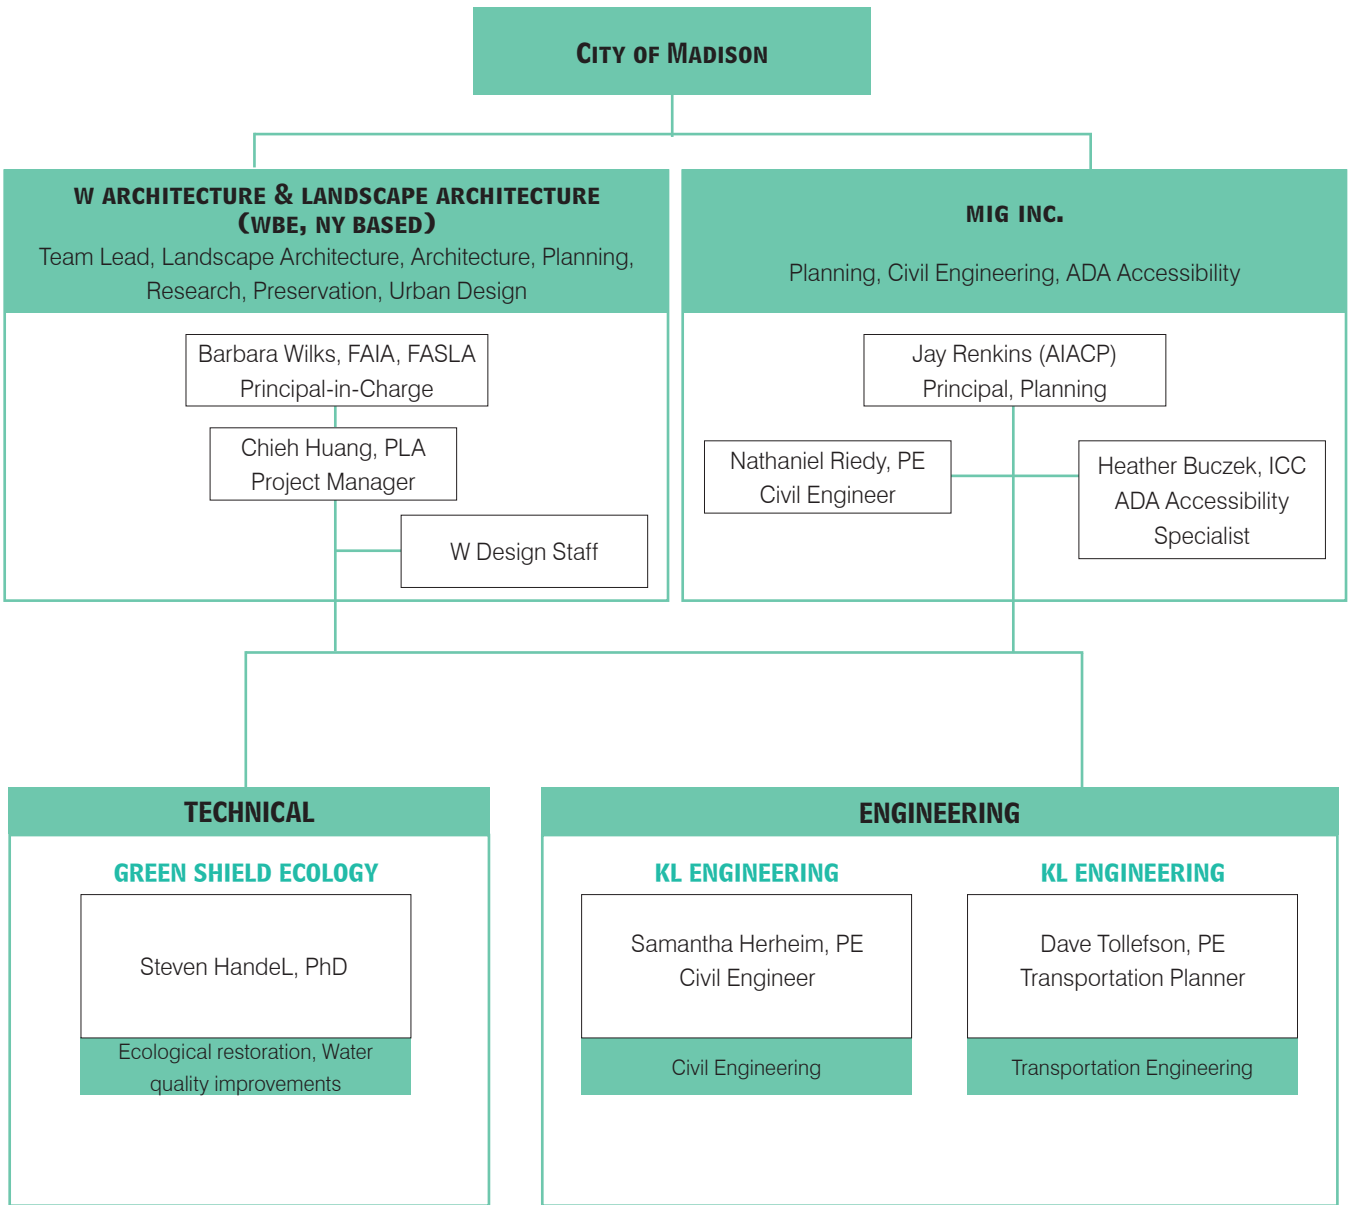 CITY OF MADISON
W ARCHITECTURE & LANDSCAPE ARCHITECTURE
(WBE, NY BASED)
Team Lead, Landscape Architecture, Architecture, Planning,
Research, Preservation, Urban Design
Barbara Wilks, FAIA, FASLA
Principal-in-Charge
Chieh Huang, PLA
Project Manager
W Design Staff
MIG INC.
Planning, Civil Engineering, ADA Accessibility
Jay Renkins (AIACP)
Principal, Planning
Nathaniel Riedy, PE
Civil Engineer
Heather Buczek, ICC
ADA Accessibility
Specialist
TECHNICAL
GREEN SHIELD ECOLOGY
Steven HandeL, PhD
Ecological restoration, Water
quality improvements
ENGINEERING
KL ENGINEERING
Samantha Herheim, PE
Civil Engineer
Civil Engineering
KL ENGINEERING
Dave Tollefson, PE
Transportation Planner
Transportation Engineering